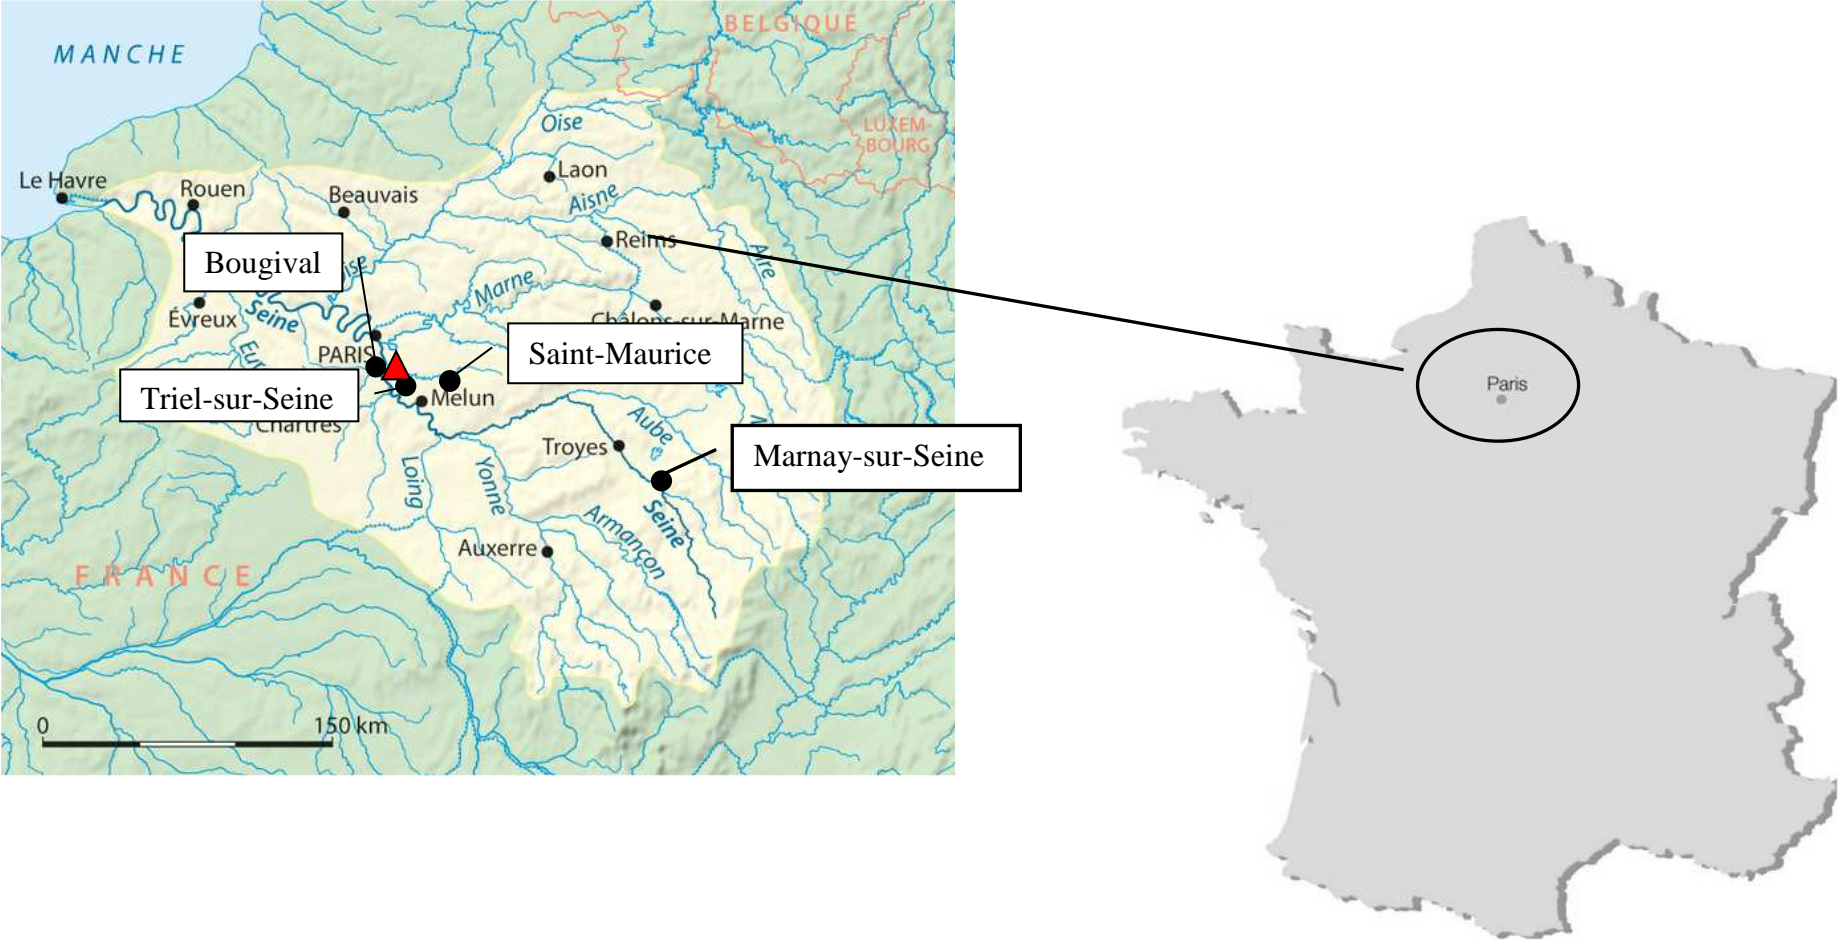 BELGIQUE
MANCHE
Oise
LUXEM-
BOURG
Laon
Le Havre
Rouen
Beauvais
Aisne
Reims
Aire
Bougival
ise
Marne
Évreux
Seine
Châlons-sur-Marne
Eur
PARIS
Saint-Maurice
Triel-sur-Seine
Melun
Chartres
Aube
Troyes
Marnay-sur-Seine
Loing
Yonne
Seine
Armançon
Auxerre
FRANCE
0 150 km
Paris